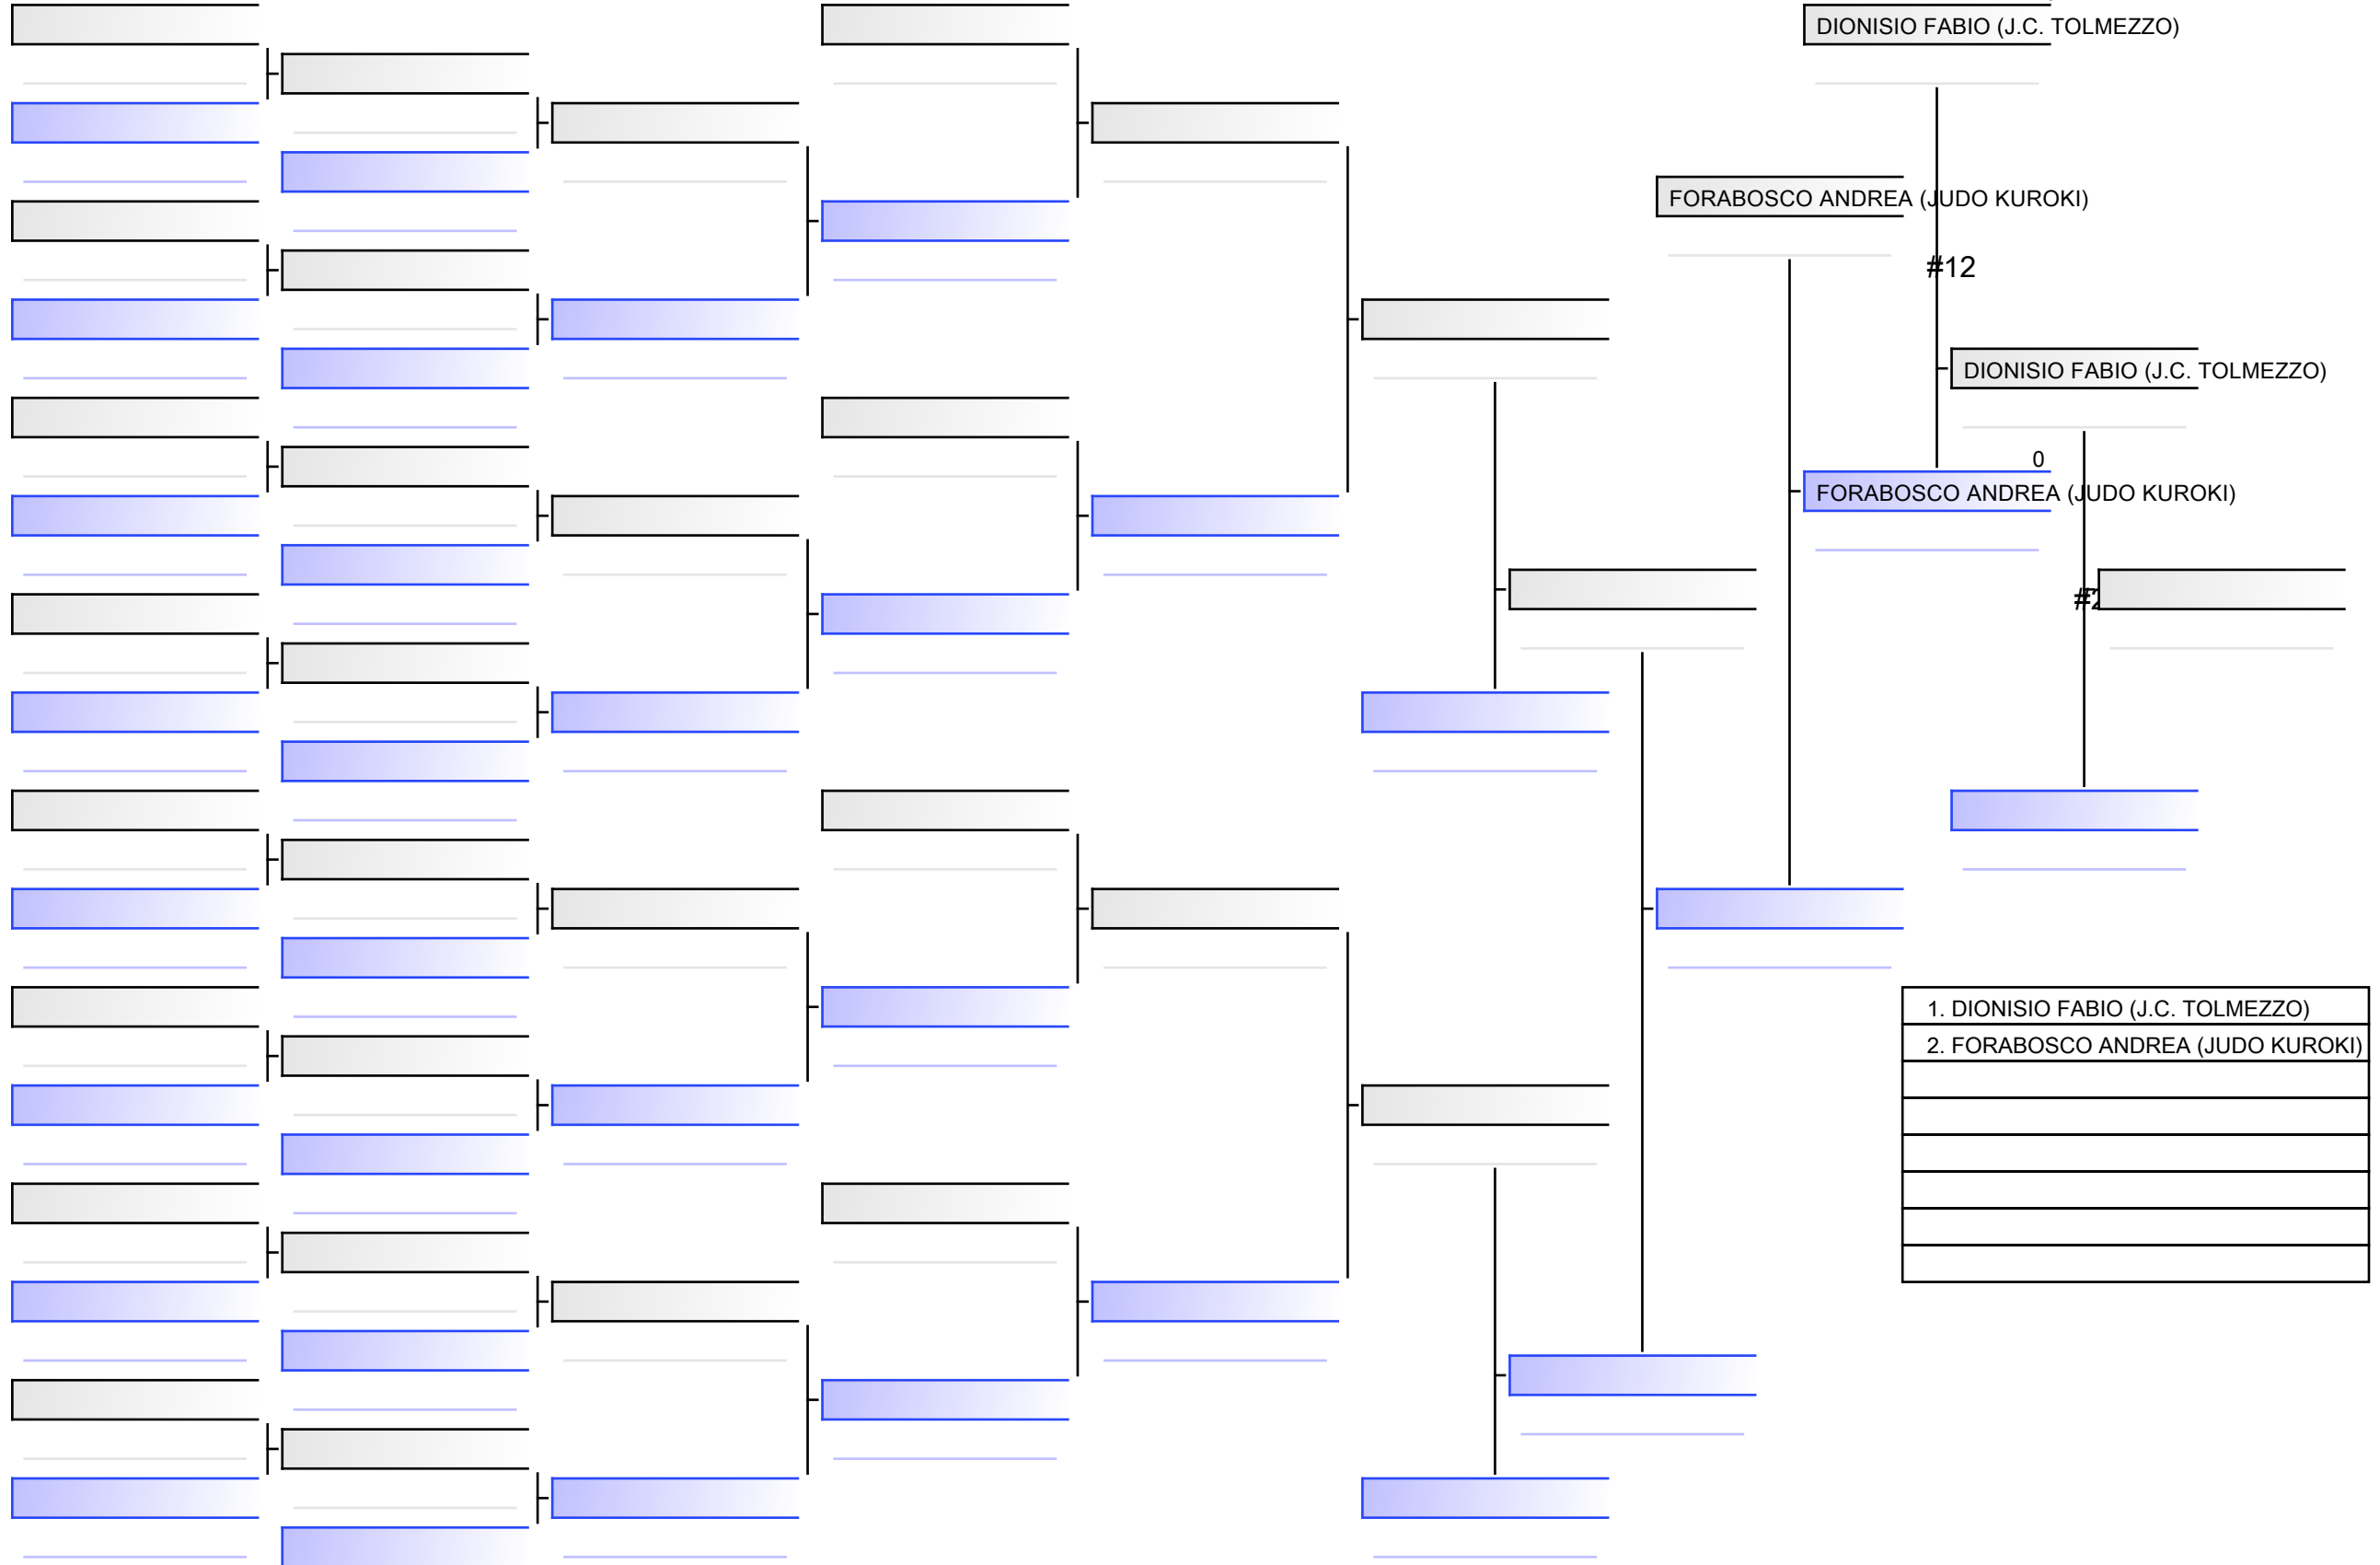 DIONISIO FABIO (J.C. TOLMEZZO)
FORABOSCO ANDREA (JUDO KUROKI)
#12
DIONISIO FABIO (J.C. TOLMEZZO)
0
FORABOSCO ANDREA (JUDO KUROKI)
1. DIONISIO FABIO (J.C. TOLMEZZO)
2. FORABOSCO ANDREA (JUDO KUROKI)